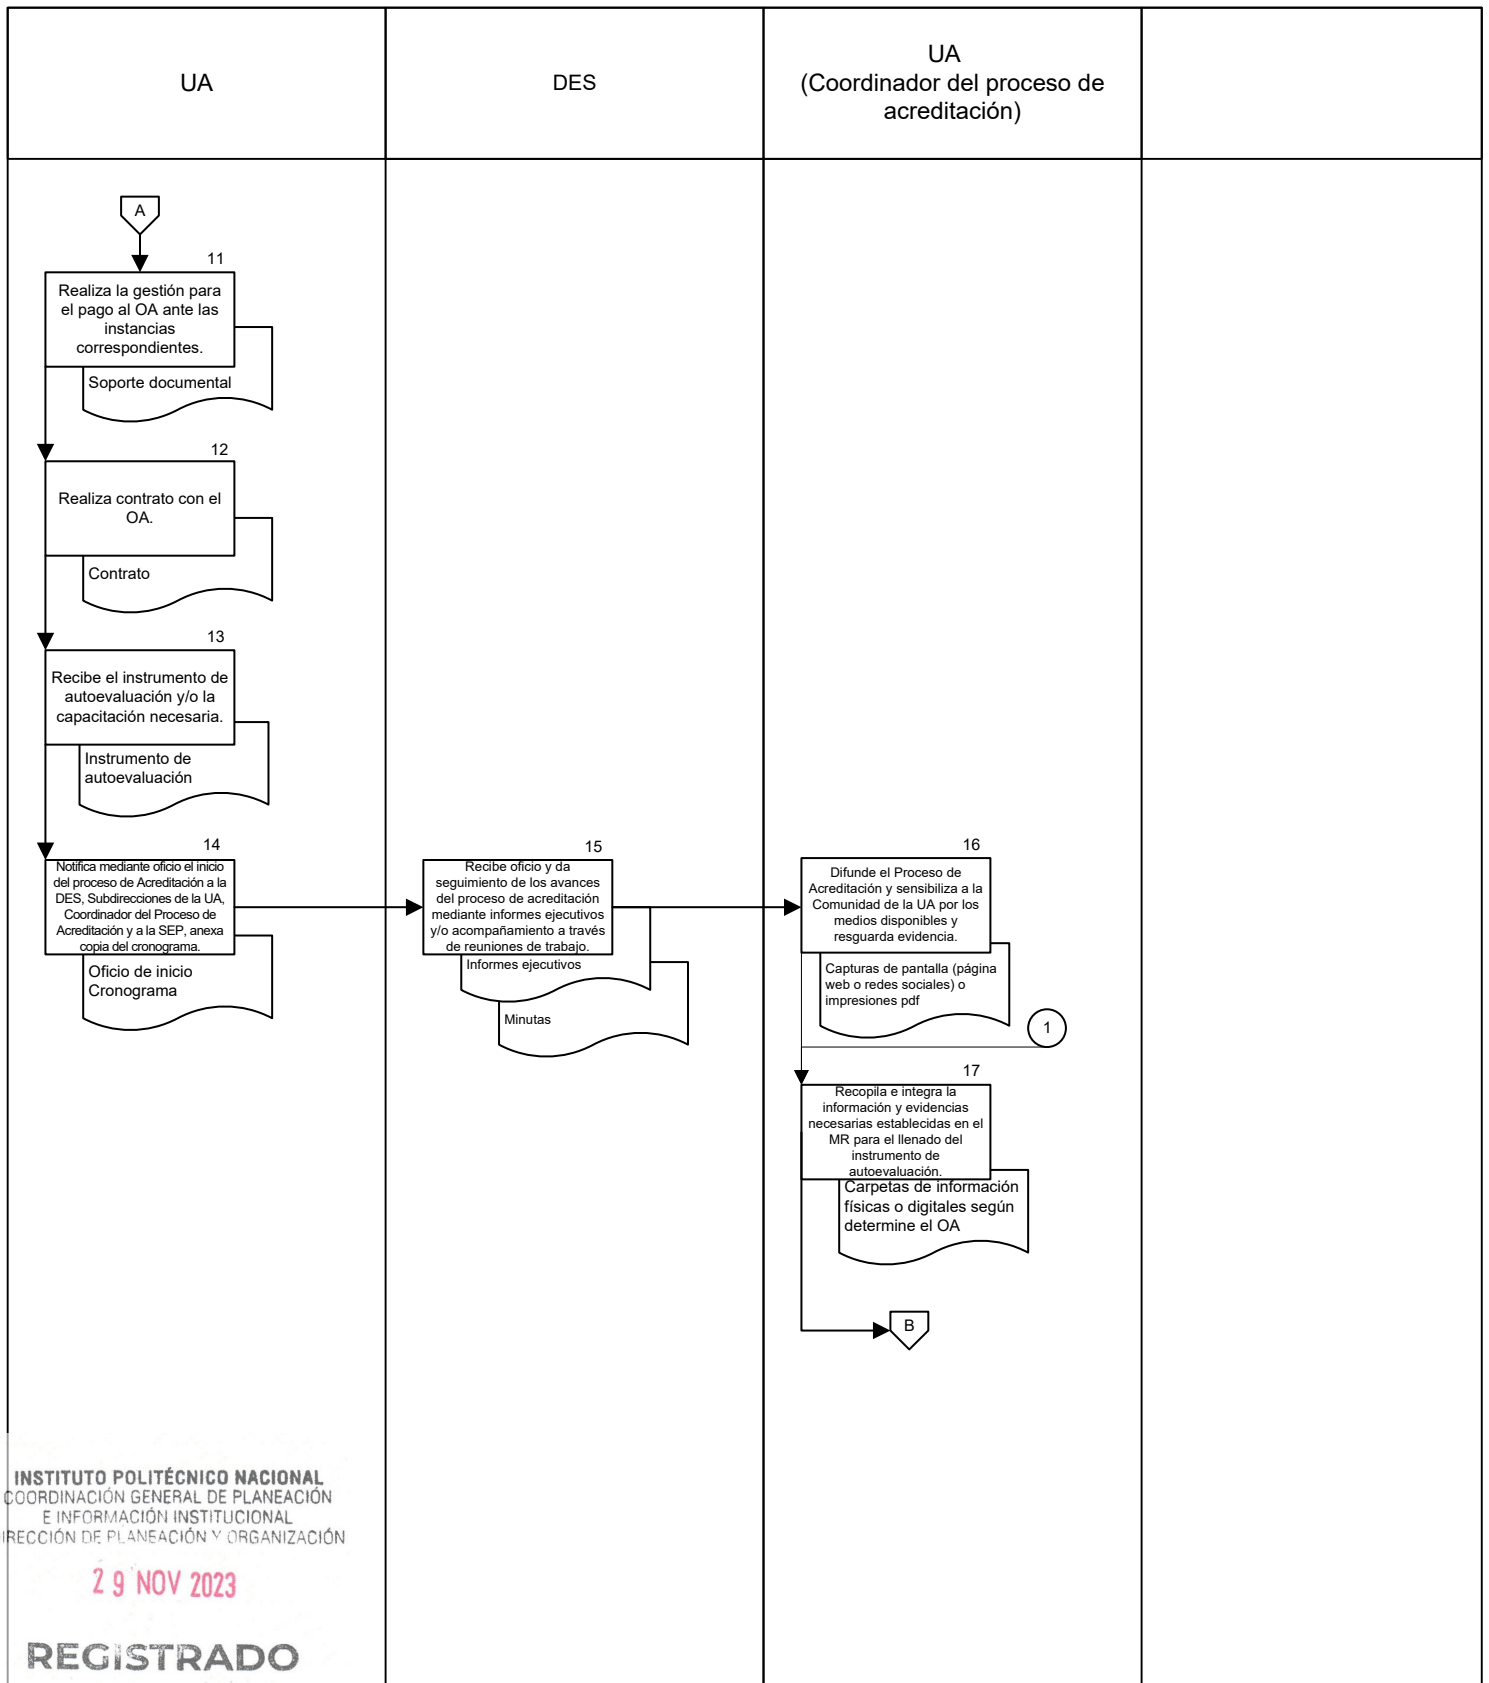 UA
DES
UA
(Coordinador del proceso de
acreditación)
A
11
Realiza la gestión para
el pago al OA ante las
instancias
correspondientes.
Soporte documental
12
Realiza contrato con el
OA.
Contrato
13
Recibe el instrumento de
autoevaluación y/o la
capacitación necesaria.
Instrumento de
autoevaluación
14
Notifica mediante oficio el inicio
del proceso de Acreditación a la
DES, Subdirecciones de la UA,
Coordinador del Proceso de
Acreditación y a la SEP, anexa
copia del cronograma.
Oficio de inicio
Cronograma
15
Recibe oficio y da
seguimiento de los avances
del proceso de acreditación
mediante informes ejecutivos
y/o acompañamiento a través
de reuniones de trabajo.
Informes ejecutivos
Minutas
16
Difunde el Proceso de
Acreditación y sensibiliza a la
Comunidad de la UA por los
medios disponibles y
resguarda evidencia.
Capturas de pantalla (página
web o redes sociales) o
impresiones pdf
1
17
Recopila e integra la
información y evidencias
necesarias establecidas en el
MR para el llenado del
instrumento de
autoevaluación.
Carpetas de información
físicas o digitales según
determine el OA
B
INSTITUTO POLITÉCNICO NACIONAL
COORDINACIÓN GENERAL DE PLANEACIÓN
E INFORMACIÓN INSTITUCIONAL
IRECCIÓN DE PLANEACIÓN Y ORGANIZACIÓN
29 NOV 2023
REGISTRADO